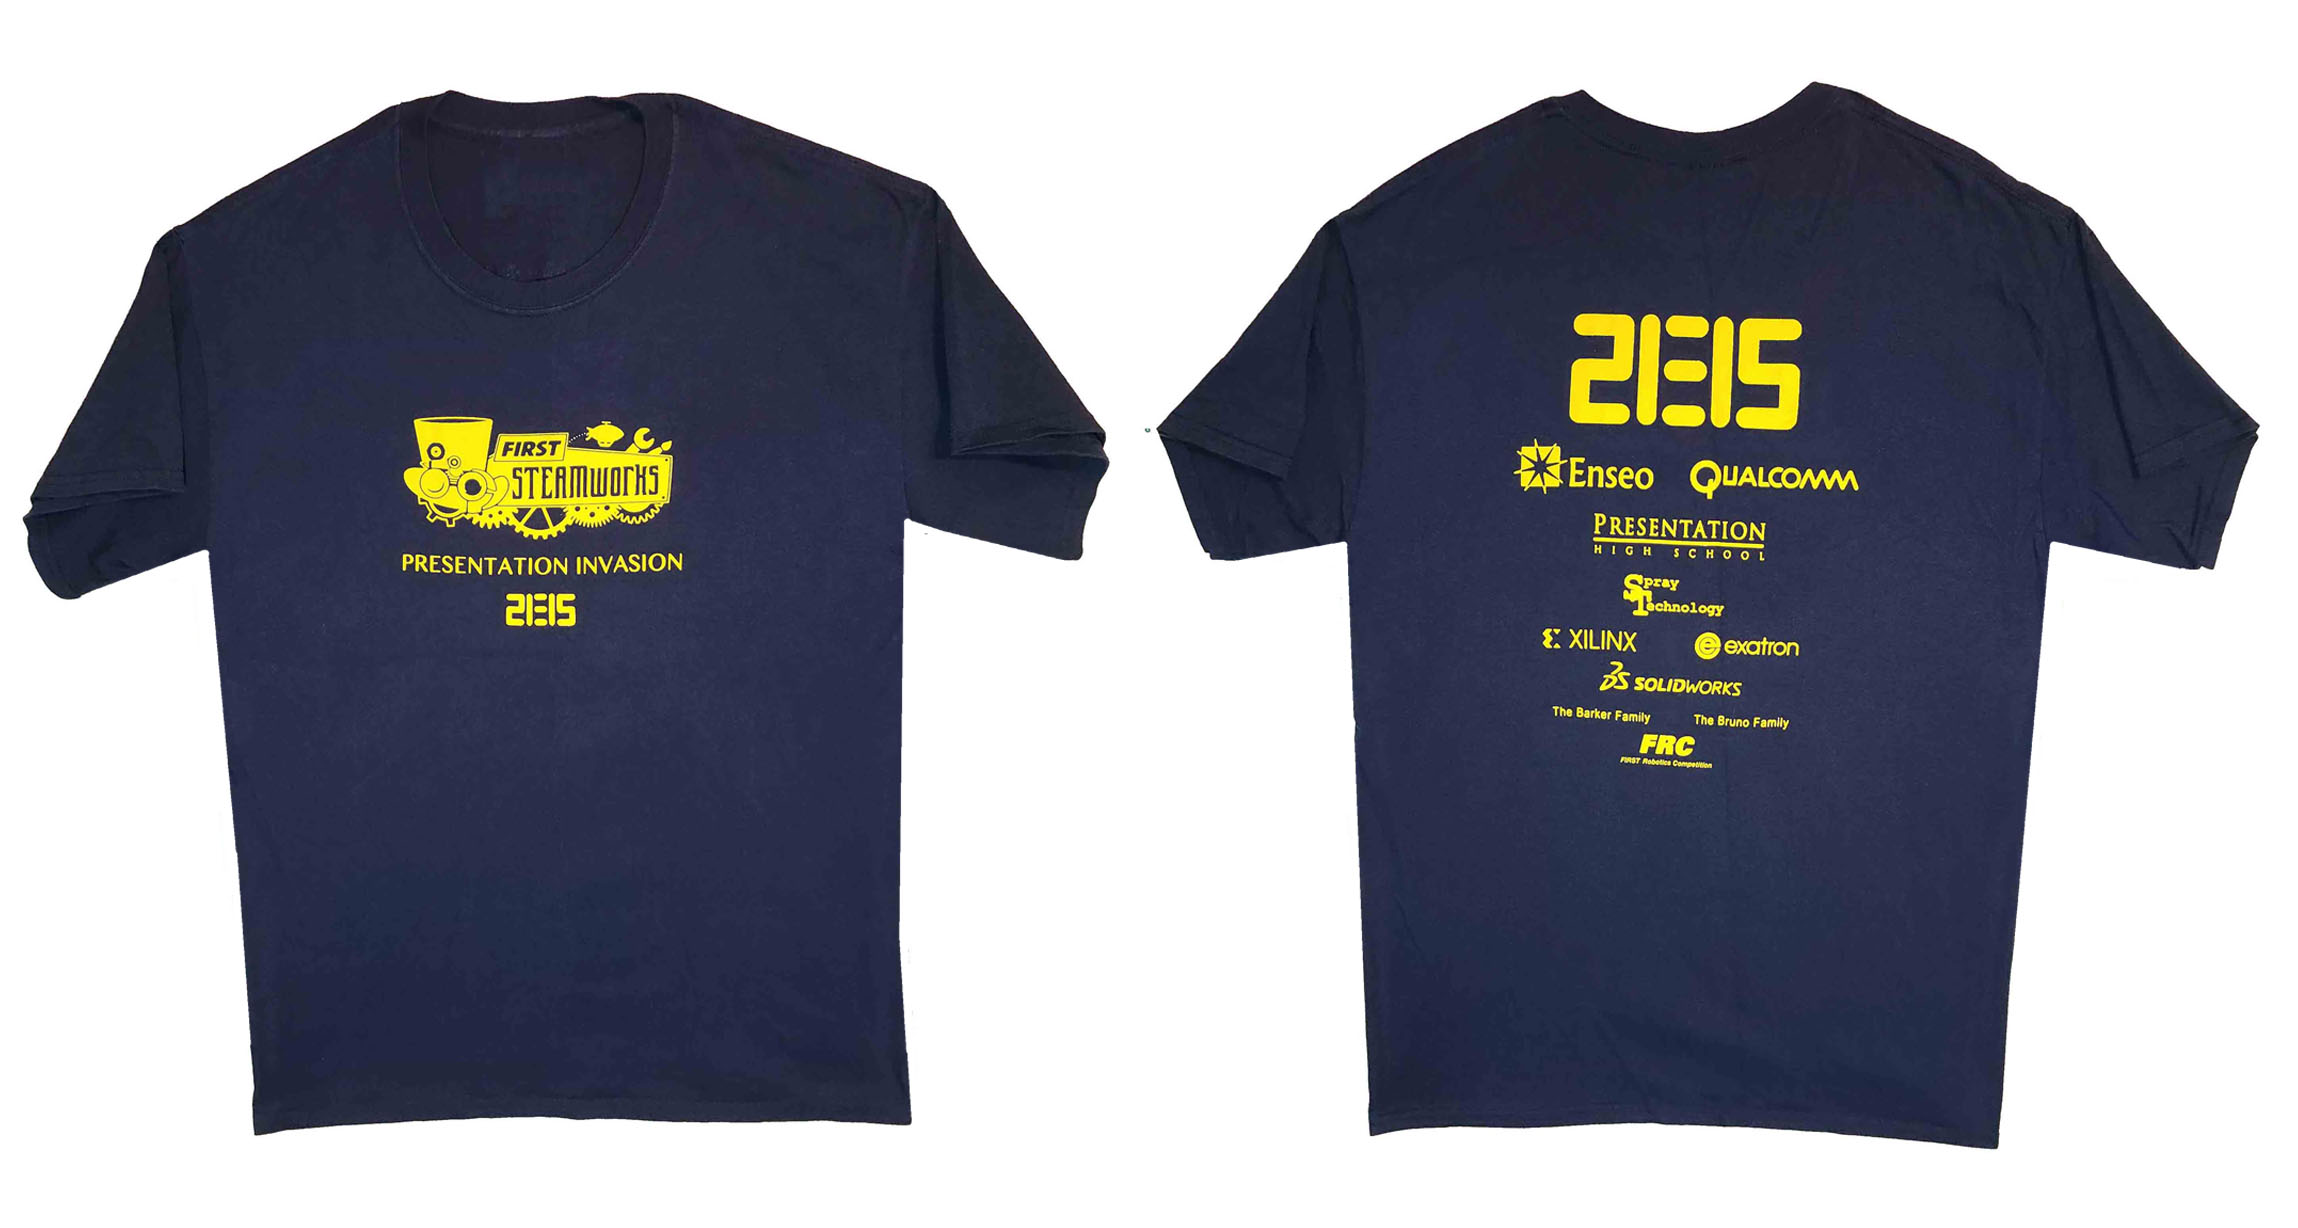 FIRST
STEAMWORKS
PRESENTATION INVASION
2135
2135
Enseo QUALCOMM
PRESENTATION
HIGH SCHOOL
Spray
Technology
XILINX exatron
SOLIDWORKS
The Barker Family The Bruno Family
FRC
FIRST Robotics Competition